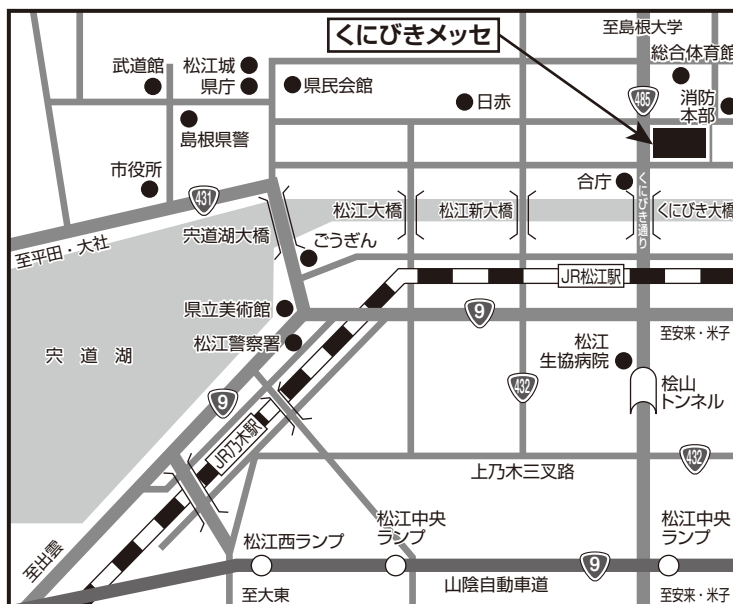 至島根大学
くにびきメッセ
総合体育館
武道館
松江城
県庁
県民会館
日赤
485
消防
本部
島根県警
市役所
合庁
431
松江大橋
松江新大橋
くにびき通り
くにびき大橋
宍道湖大橋
ごうぎん
至平田・大社
JR松江駅
県立美術館
9
至安来・米子
松江警察署
宍道湖
松江
生協病院
432
桧山
トンネル
9
JR乃木駅
432
上乃木三叉路
至出雲
松江西ランプ
松江中央
ランプ
松江中央
ランプ
9
至大東
山陰自動車道
至安来・米子